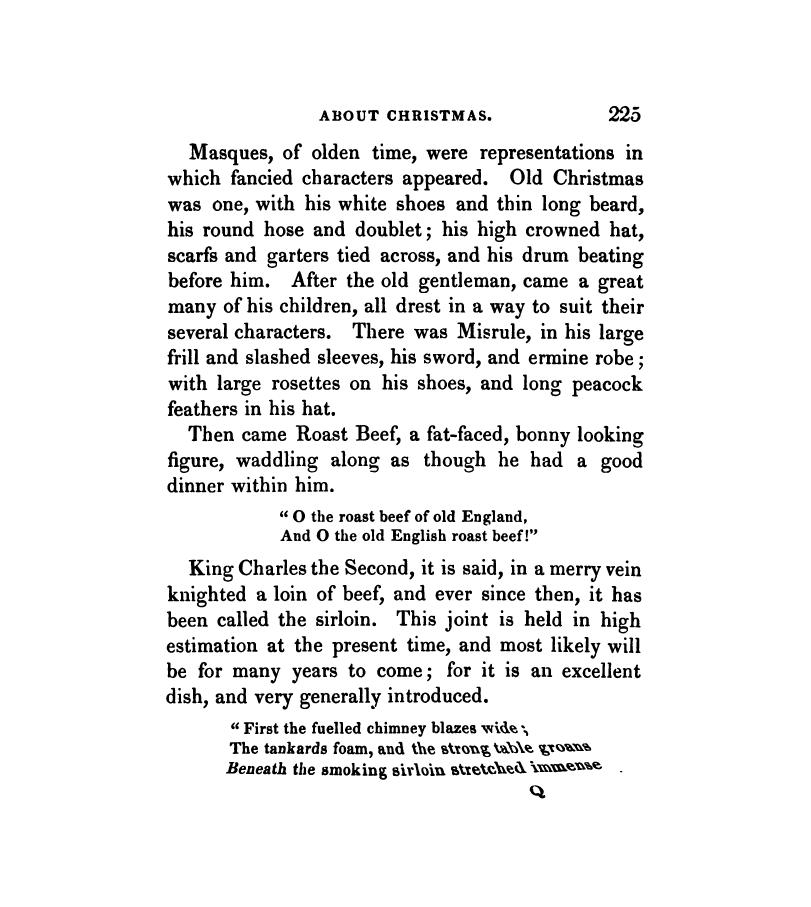 ABOUT CHRISTMAS. 225
Masques, of olden time, were representations in
which fancied characters appeared. Old Christmas
was one, with his white shoes and thin long beard,
his round hose and doublet; his high crowned hat,
scarfs and garters tied across, and his drum beating
before him. After the old gentleman, came a great
many of his children, all drest in a way to suit their
several characters. There was Misrule, in his large
frill and slashed sleeves, his sword, and ermine robe;
with large rosettes on his shoes, and long peacock
feathers in his hat.
Then came Roast Beef, a fat-faced, bonny looking
figure, waddling along as though he had a good
dinner within him.
“ O the roast beef of old England,
And O the old English roast beef!”
King Charles the Second, it is said, in a merry vein
knighted a loin of beef, and ever since then, it has
been called the sirloin. This joint is held in high
estimation at the present time, and most likely will
be for many years to come; for it is an excellent
dish, and very generally introduced.
“ First the fuelled chimney blazes wide;
The tankards foam, and the strong table groans
Beneath the smoking sirloin stretched immense
Q